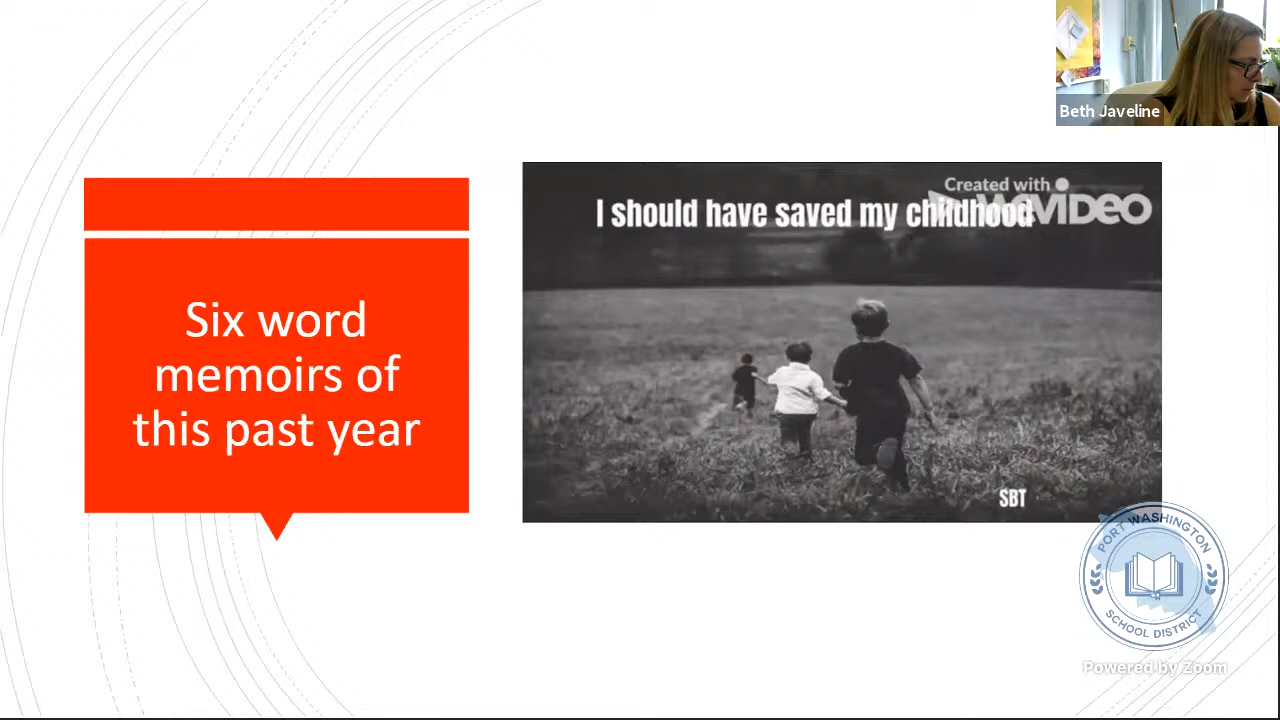 Beth Javeline
Created with
WeVideo
I should have saved my childhood
Six word
memoirs of
this past year
SBT
PORT WASHINGTON
SCHOOL DISTRICT
Powered by Zoom